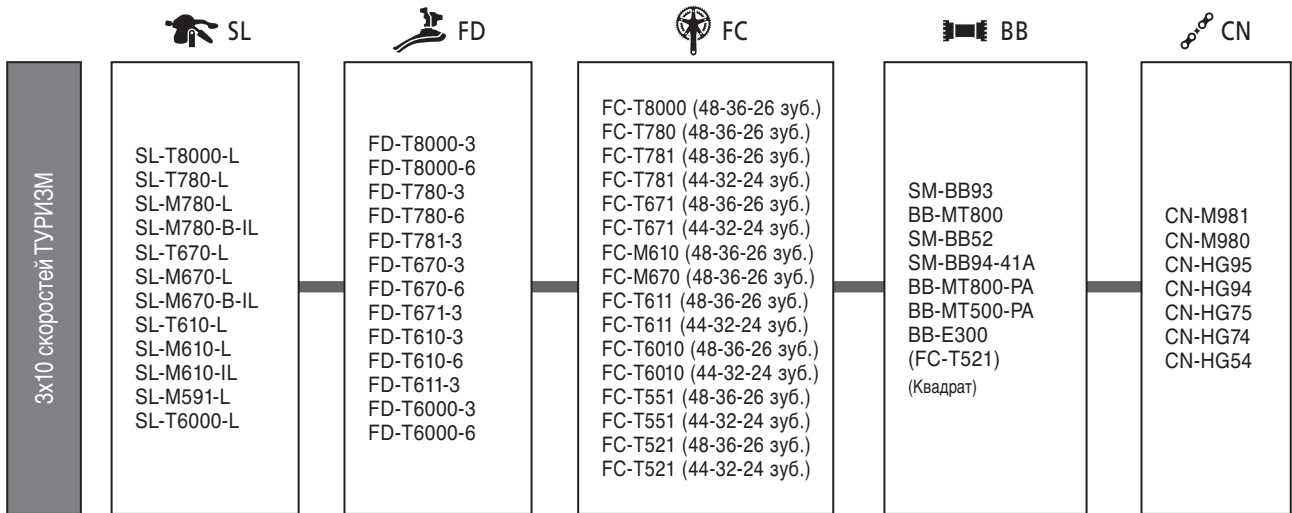 SL
FD
FC
BB
CN
3x10 скоростей ТУРИЗМ
SL-T8000-L
SL-T780-L
SL-M780-L
SL-M780-B-IL
SL-T670-L
SL-M670-L
SL-M670-B-IL
SL-T610-L
SL-M610-L
SL-M610-IL
SL-M591-L
SL-T6000-L
FD-T8000-3
FD-T8000-6
FD-T780-3
FD-T780-6
FD-T781-3
FD-T670-3
FD-T670-6
FD-T671-3
FD-T610-3
FD-T610-6
FD-T611-3
FD-T6000-3
FD-T6000-6
FC-T8000 (48-36-26 зуб.)
FC-T780 (48-36-26 зуб.)
FC-T781 (48-36-26 зуб.)
FC-T781 (44-32-24 зуб.)
FC-T671 (48-36-26 зуб.)
FC-T671 (44-32-24 зуб.)
FC-M610 (48-36-26 зуб.)
FC-M670 (48-36-26 зуб.)
FC-T611 (48-36-26 зуб.)
FC-T611 (44-32-24 зуб.)
FC-T6010 (48-36-26 зуб.)
FC-T6010 (44-32-24 зуб.)
FC-T551 (48-36-26 зуб.)
FC-T551 (44-32-24 зуб.)
FC-T521 (48-36-26 зуб.)
FC-T521 (44-32-24 зуб.)
SM-BB93
BB-MT800
SM-BB52
SM-BB94-41A
BB-MT800-PA
BB-MT500-PA
BB-E300
(FC-T521)
(Квадрат)
CN-M981
CN-M980
CN-HG95
CN-HG94
CN-HG75
CN-HG74
CN-HG54